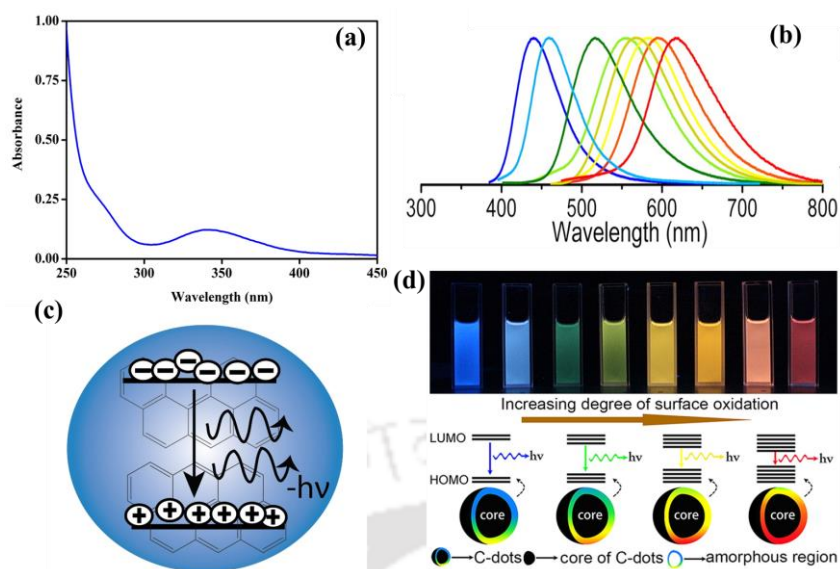 (a)
1.00
0.75
0.50
0.25
0.00
Absorbance
250 300 350 400 450
Wavelength (nm)
(b)
300 400 500 600 700 800
Wavelength (nm)
(c)
-hν
(d)
Increasing degree of surface oxidation
LUMO
HOMO
hν hν hν hν
core core core core
C-dots core of C-dots amorphous region